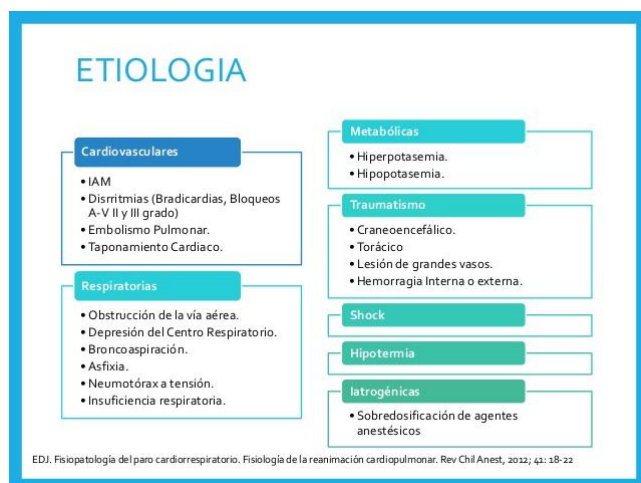 ETIOLOGIA
Cardiovasculares
• IAM
• Disrritmias (Bradicardias, Bloqueos
A-V II y III grado)
• Embolismo Pulmonar.
• Taponamiento Cardiaco.
Respiratorias
• Obstrucción de la vía aérea.
• Depresión del Centro Respiratorio.
• Broncoaspiración.
• Asfixia.
• Neumotórax a tensión.
• Insuficiencia respiratoria.
Metabólicas
• Hiperpotasemia.
• Hipopotasemia.
Traumatismo
• Craneoencefálico.
• Torácico
• Lesión de grandes vasos.
• Hemorragia Interna o externa.
Shock
Hipotermia
Iatrogénicas
• Sobredosificación de agentes
anestésicos
EDJ. Fisiopatología del paro cardiorrespiratorio. Fisiología de la reanimación cardiopulmonar. Rev Chil Anest, 2012; 41: 18-22